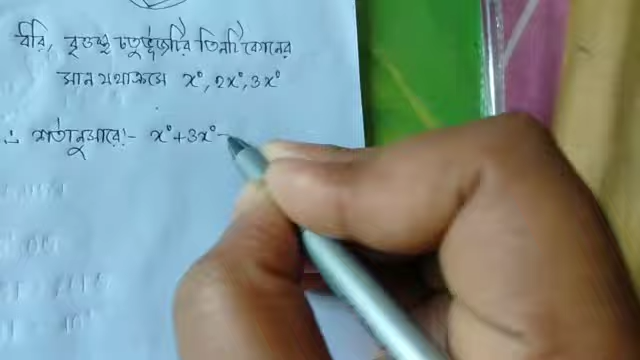 ধরি, বৃত্তস্থ চতুর্ভুজটির তিনটি কোনের
মান যথাক্রমে x°, 2x°, 3x°
∴ শর্তানুসারে:- x°+3x° -